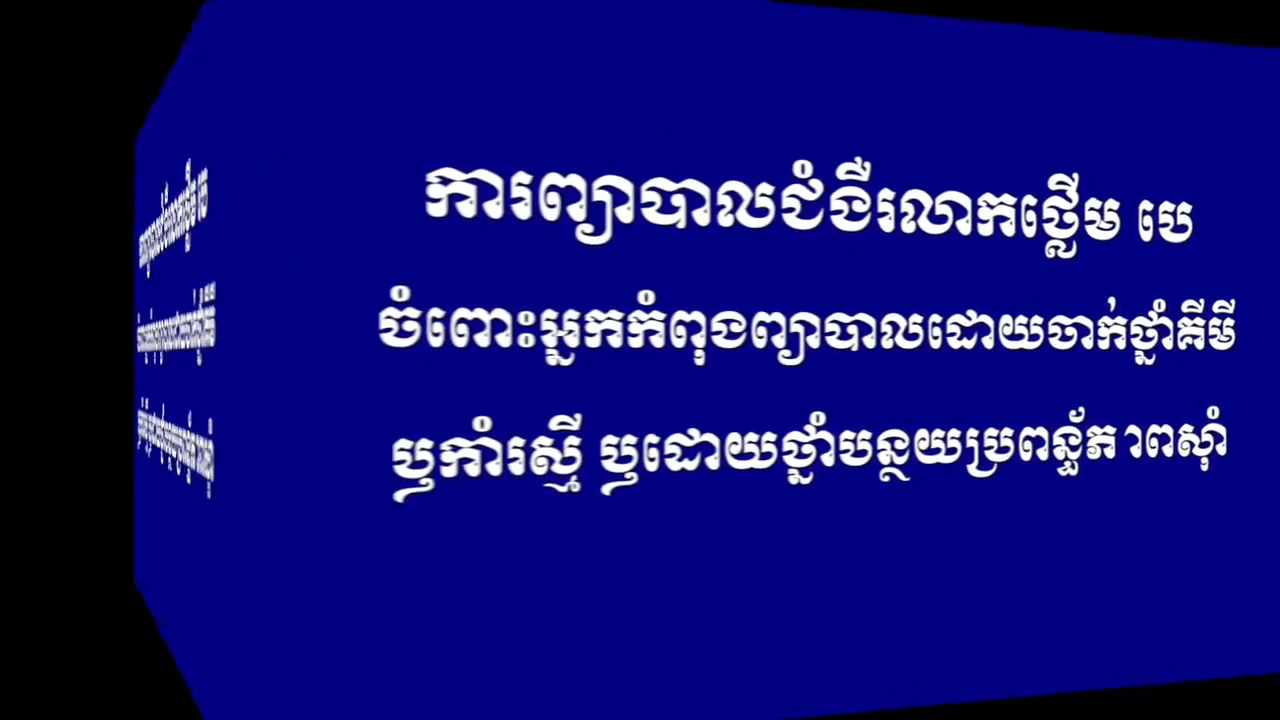 ការព្យាបាលជំងឺរលាកថ្លើម បេ
ចំពោះអ្នកកំពុងព្យាបាលដោយចាក់ថ្នាំគីមី
ឫកាំរស្មី ឫដោយថ្នាំបន្ថយប្រពន្ធ័ភាពស៊ាំ